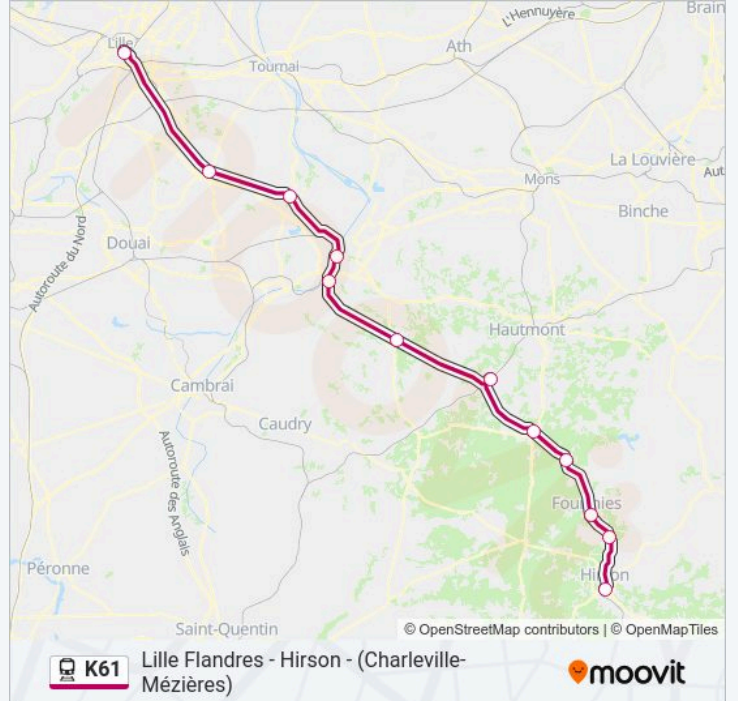 Brain
L'Hennuyère
Lille
Ath
Tournai
La Louvière
Aut
Mons
Binche
Autoroute du Nord
Douai
Hautmont
Cambrai
Caudry
Autoroute des Anglais
Péronne
Saint-Quentin
© OpenStreetMap contributors | © OpenMapTiles
K61
Lille Flandres - Hirson - (Charleville-
Mézières)
moovit